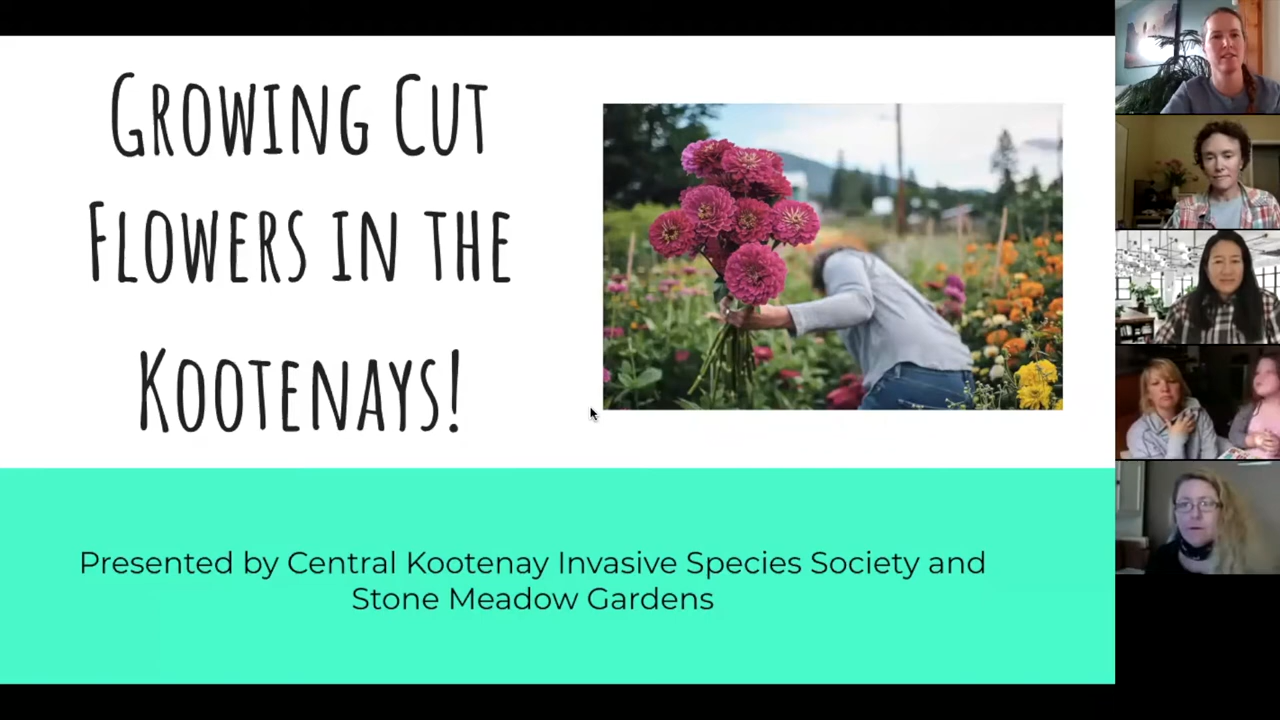 Growing Cut
Flowers in the
Kootenays!
Presented by Central Kootenay Invasive Species Society and
Stone Meadow Gardens